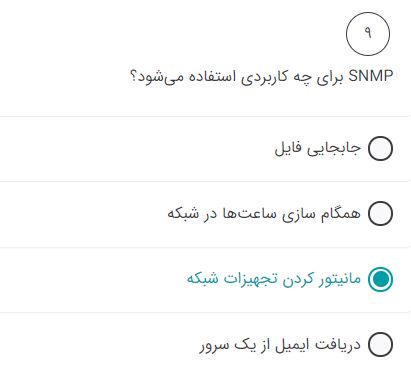 ۹
SNMP برای چه کاربردی استفاده می‌شود؟
جابجایی فایل
همگام سازی ساعت‌ها در شبکه
مانیتور کردن تجهیزات شبکه
دریافت ایمیل از یک سرور